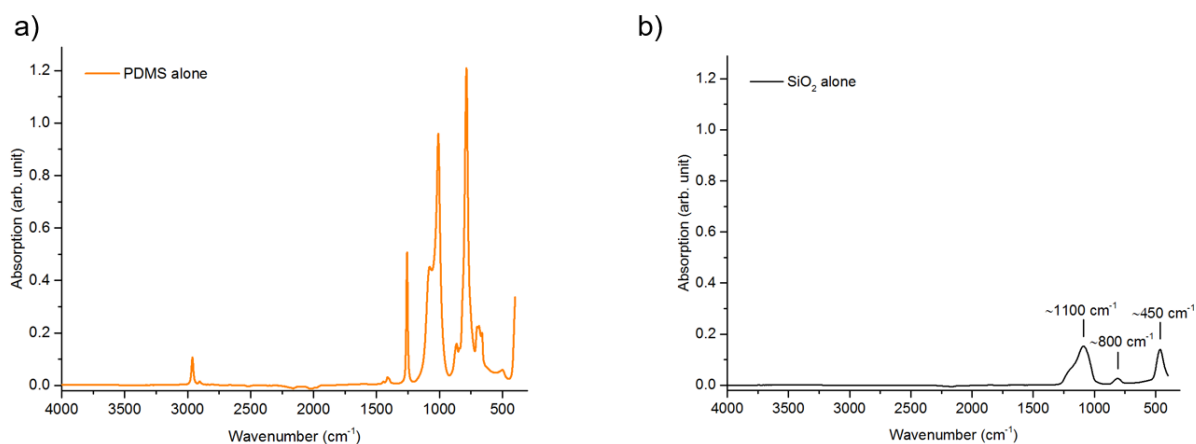 a)
PDMS alone
1.2
1.0
0.8
0.6
0.4
0.2
0.0
Absorption (arb. unit)
4000 3500 3000 2500 2000 1500 1000 500
Wavenumber (cm⁻¹)
b)
SiO₂ alone
1.2
1.0
0.8
0.6
0.4
0.2
0.0
Absorption (arb. unit)
~1100 cm⁻¹
~450 cm⁻¹
~800 cm⁻¹
4000 3500 3000 2500 2000 1500 1000 500
Wavenumber (cm⁻¹)